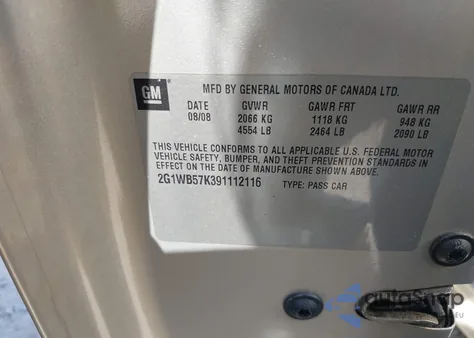 GM
MFD BY GENERAL MOTORS OF CANADA LTD.
DATE GVWR GAWR FRT GAWR RR
08/08 2066 KG 1118 KG 948 KG
4554 LB 2464 LB 2090 LB
THIS VEHICLE CONFORMS TO ALL APPLICABLE U.S. FEDERAL MOTOR
VEHICLE SAFETY, BUMPER, AND THEFT PREVENTION STANDARDS IN
EFFECT ON THE DATE OF MANUFACTURE SHOWN ABOVE.
2G1WB57K391112116 TYPE: PASS CAR